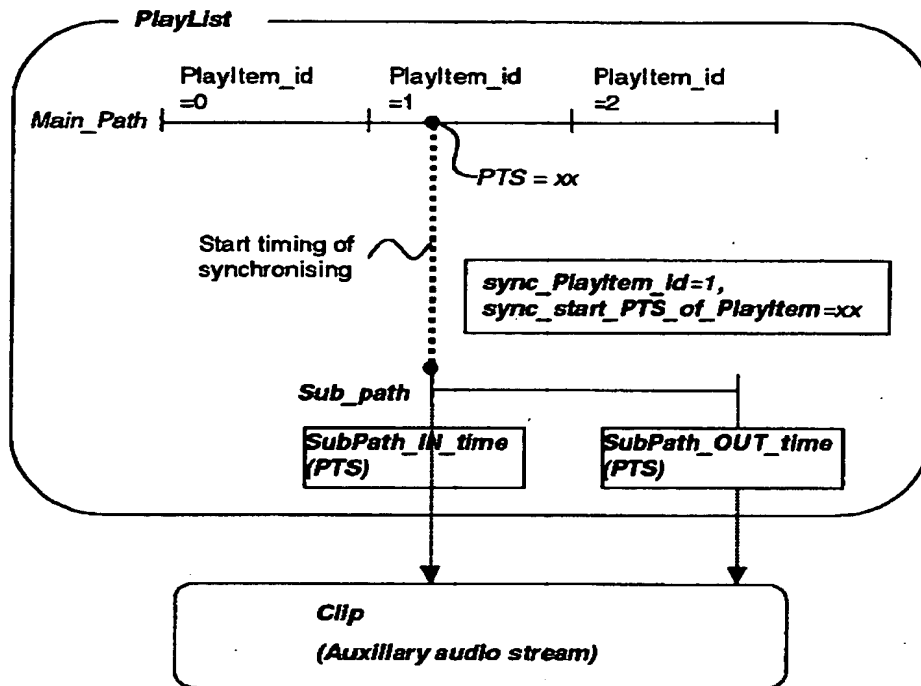 PlayList
PlayItem_id
=0
PlayItem_id
=1
PlayItem_id
=2
Main_Path
PTS = xx
Start timing of
synchronising
sync_PlayItem_id=1,
sync_start_PTS_of_PlayItem=xx
Sub_path
SubPath_IN_time
(PTS)
SubPath_OUT_time
(PTS)
Clip
(Auxillary audio stream)